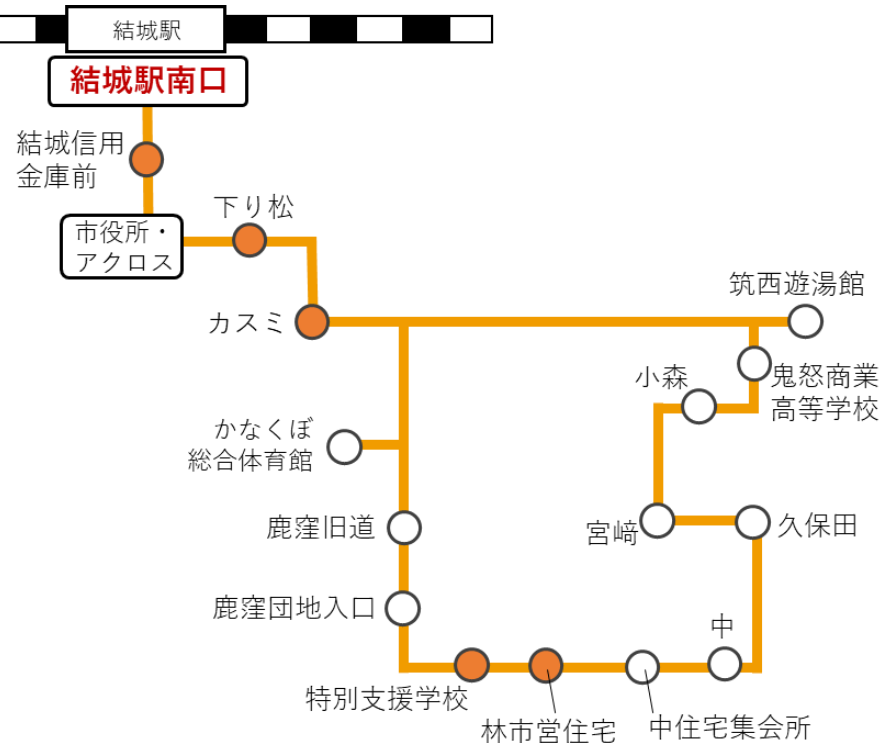 結城駅
結城駅南口
結城信用
金庫前
市役所・
アクロス
下り松
カスミ
筑西遊湯館
鬼怒商業
高等学校
小森
かなくぼ
総合体育館
鹿窪旧道
宮﨑
久保田
鹿窪団地入口
中
特別支援学校
林市営住宅
中住宅集会所